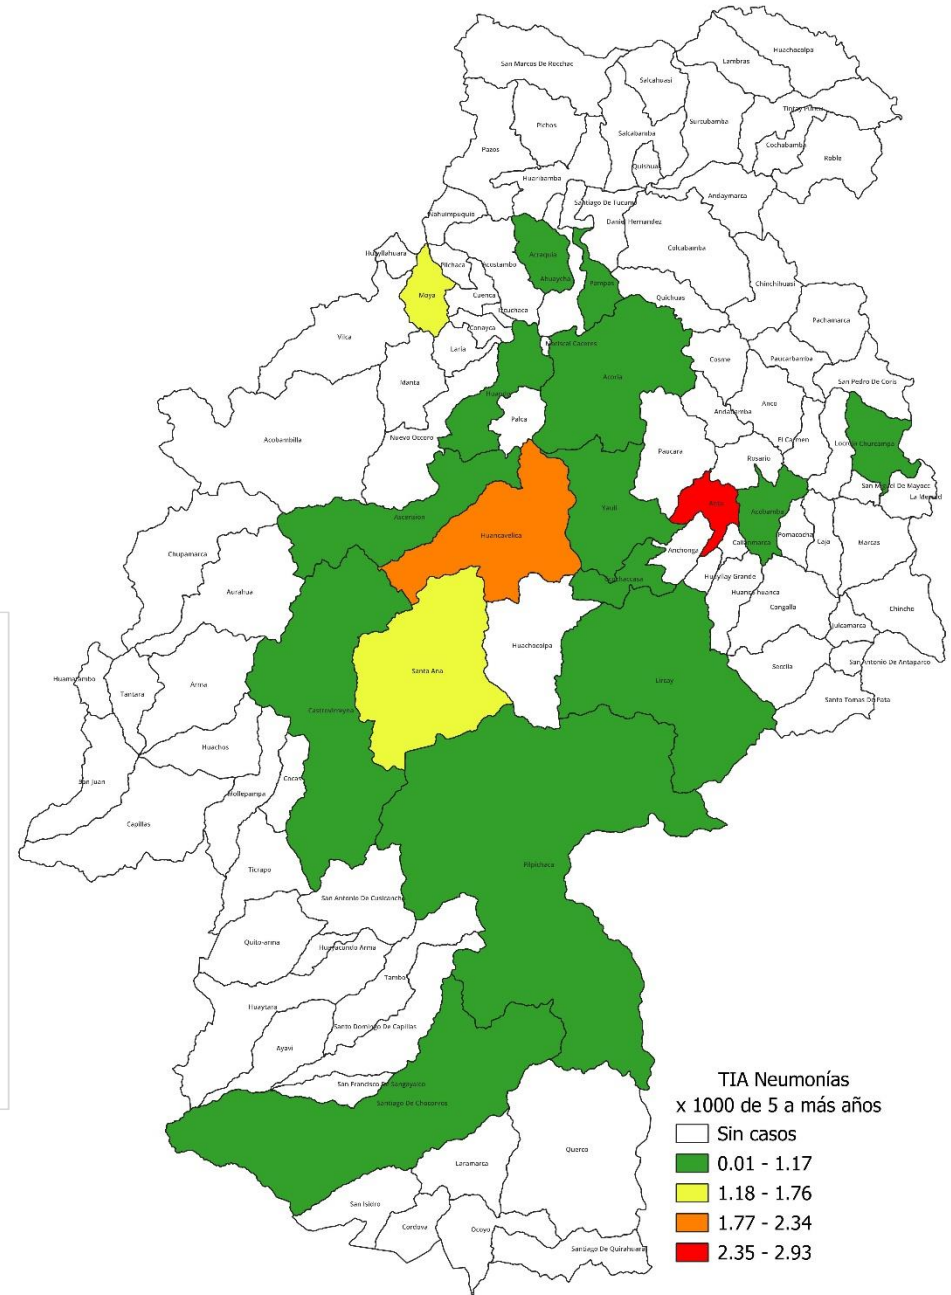 Huachocolpa
Lambras
San Marcos De Rocchac
Salcahuasi
Tintay Puncu
Surcubamba
Pichos
Salcabamba
Cochabamba
Pazos
Roble
Quishuar
Huaribamba
Andaymarca
Santiago De Tucuma
Ñahuimpuquio
Daniel Hernandez
Colcabamba
Huayllahuara
Acraquia
Pilchaca
Acostambo
Ahuaycha
Pampas
Chinchihuasi
Moya
Cuenca
Quichuas
Izcuchaca
Pachamarca
Conayca
Vilca
Mariscal Caceres
Laria
Cosme
Paucarbamba
Acoria
Manta
San Pedro De Coris
Huando
Anco
Andabamba
Palca
Paucara
Acobambilla
Nuevo Occoro
El Carmen
Locroja
Churcampa
Rosario
San Miguel De Mayocc
La Merced
Yauli
Acobamba
Ascension
Huancavelica
Pomacocha
Caja
Marcas
Callanmarca
Anchonga
Chupamarca
Huayllay Grande
Ccochaccasa
Aurahua
Huanca-huanca
Congalla
Chincho
Julcamarca
Huachocolpa
San Antonio De Antaparco
Secclla
Santa Ana
Huamatambo
Arma
Lircay
Tantara
Santo Tomas De Pata
Castrovirreyna
Huachos
San Juan
Cocas
Mollepampa
Capillas
Pilpichaca
Ticrapo
San Antonio De Cusicancha
Quito-arma
Huayacundo Arma
Tambo
Huaytara
Santo Domingo De Capillas
Ayavi
San Francisco De Sangayaico
Santiago De Chocorvos
Querco
Laramarca
San Isidro
Cordova
Ocoyo
Santiago De Quirahuara
TIA Neumonías
x 1000 de 5 a más años
Sin casos
0.01 - 1.17
1.18 - 1.76
1.77 - 2.34
2.35 - 2.93